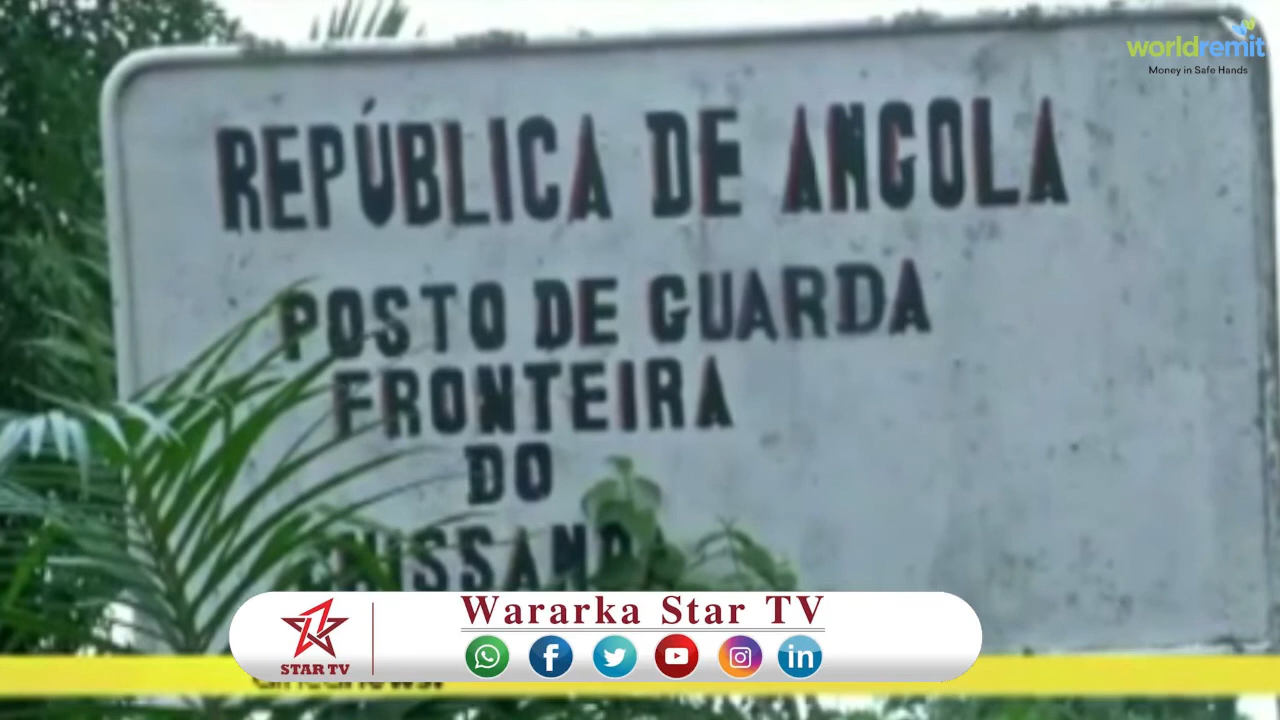 worldremit
Money in Safe Hands
REPÚBLICA DE ANGOLA
POSTO DE GUARDA
FRONTEIRA
DO
Wararka Star TV
STAR TV